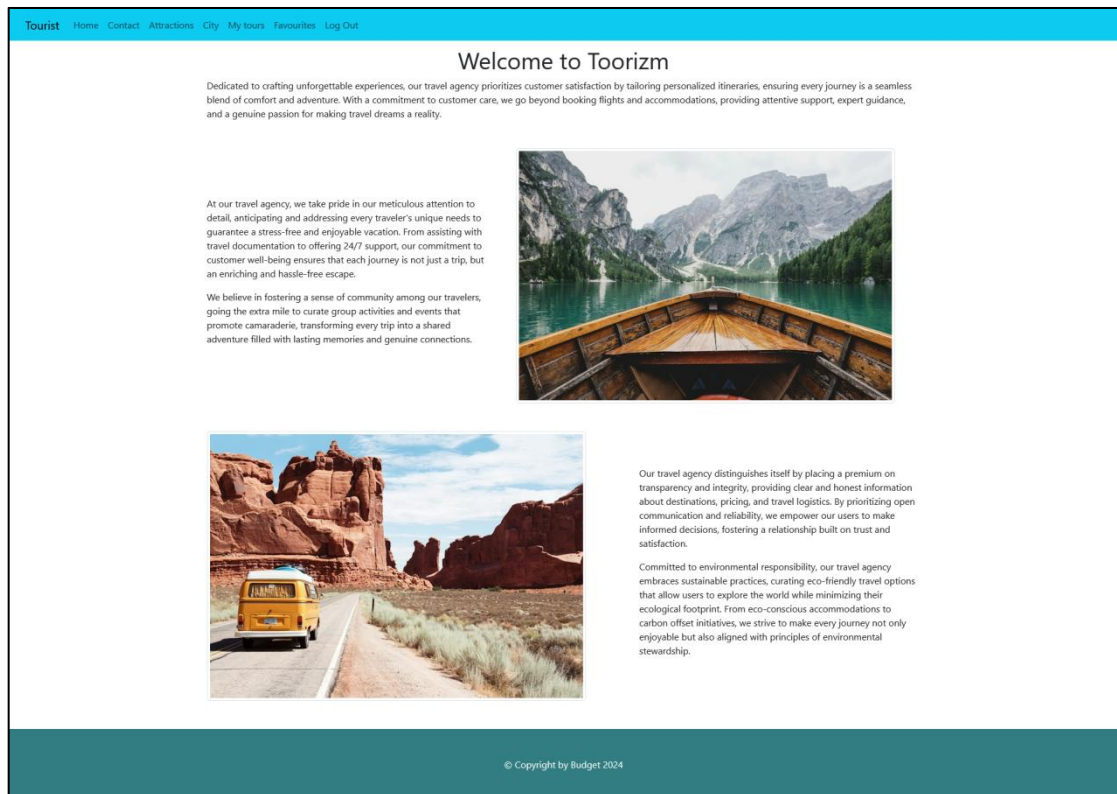 Tourist Home Contact Attractions City My tours Favourites Log Out
Welcome to Toorizm
Dedicated to crafting unforgettable experiences, our travel agency prioritizes customer satisfaction by tailoring personalized itineraries, ensuring every journey is a seamless
blend of comfort and adventure. With a commitment to customer care, we go beyond booking flights and accommodations, providing attentive support, expert guidance,
and a genuine passion for making travel dreams a reality.
At our travel agency, we take pride in our meticulous attention to
detail, anticipating and addressing every traveler's unique needs to
guarantee a stress-free and enjoyable vacation. From assisting with
travel documentation to offering 24/7 support, our commitment to
customer well-being ensures that each journey is not just a trip, but
an enriching and hassle-free escape.
We believe in fostering a sense of community among our travelers,
going the extra mile to curate group activities and events that
promote camaraderie, transforming every trip into a shared
adventure filled with lasting memories and genuine connections.
Our travel agency distinguishes itself by placing a premium on
transparency and integrity, providing clear and honest information
about destinations, pricing, and travel logistics. By prioritizing open
communication and reliability, we empower our users to make
informed decisions, fostering a relationship built on trust and
satisfaction.
Committed to environmental responsibility, our travel agency
embraces sustainable practices, curating eco-friendly travel options
that allow users to explore the world while minimizing their
ecological footprint. From eco-conscious accommodations to
carbon offset initiatives, we strive to make every journey not only
enjoyable but also aligned with principles of environmental
stewardship.
© Copyright by Budget 2024